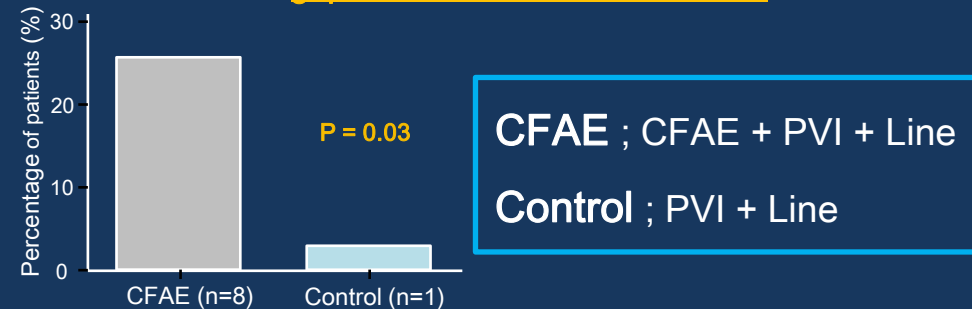 Percentage of patients (%)
30
20
10
0
P = 0.03
CFAE (n=8)
Control (n=1)
CFAE ; CFAE + PVI + Line
Control ; PVI + Line